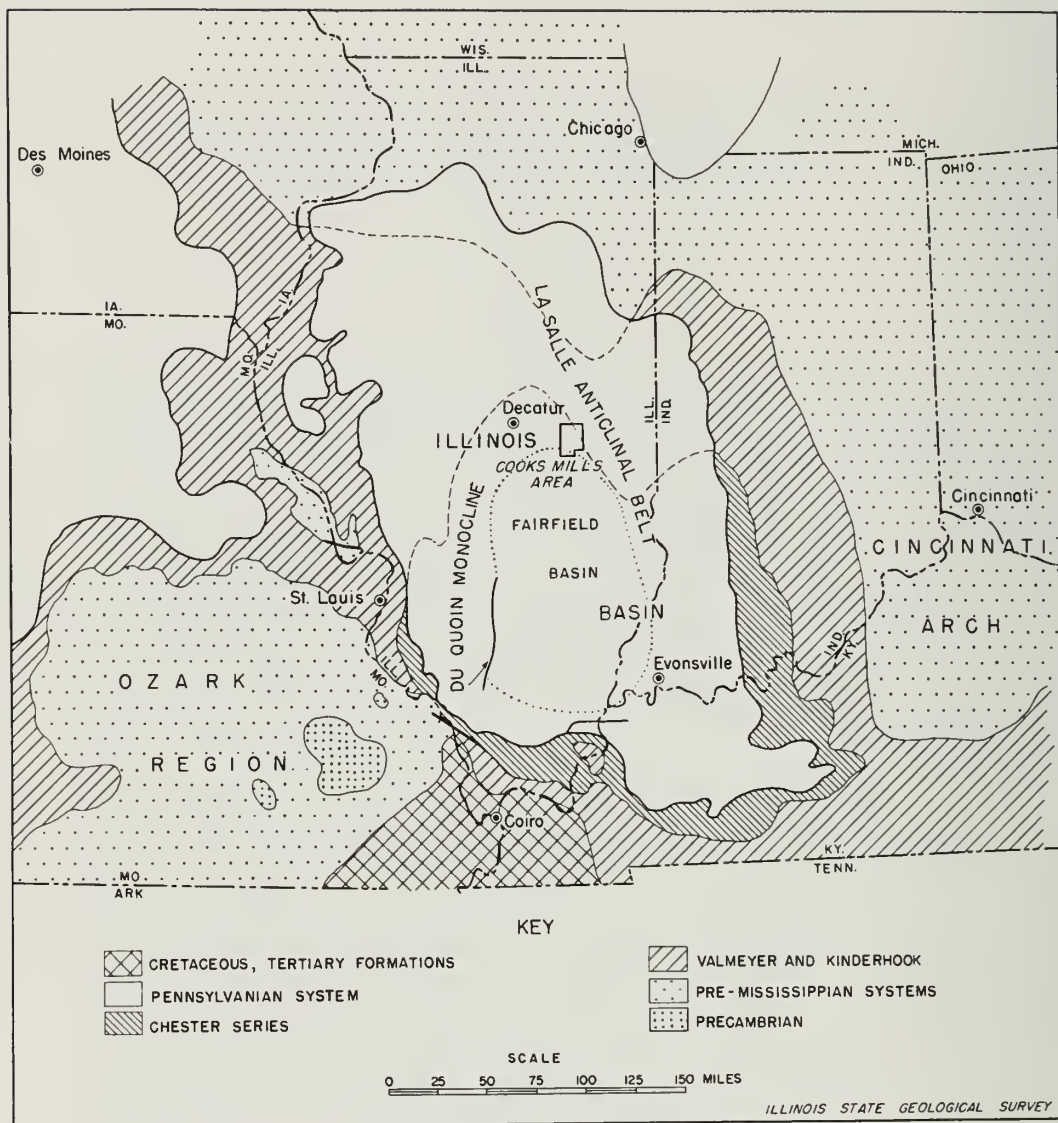 WIS.
ILL.
Chicago
Des Moines
MICH.
IND.
OHIO
IA.
MO.
IA.
ILL.
MO.
ILL.
LA SALLE ANTICLINAL BELT
ILL.
IND.
Decatur
ILLINOIS
COOKS MILLS
AREA
DU QUOIN MONOCLINE
FAIRFIELD
BASIN
BASIN
Cincinnati
CINCINNATI
ARCH
St. Louis
ILL.
MO.
IND.
KY.
Evonsville
OZARK
REGION
Coiro
MO.
ARK
KY.
TENN.
KEY
CRETACEOUS, TERTIARY FORMATIONS
PENNSYLVANIAN SYSTEM
CHESTER SERIES
VALMEYER AND KINDERHOOK
PRE-MISSISSIPPIAN SYSTEMS
PRECAMBRIAN
SCALE
0 25 50 75 100 125 150 MILES
ILLINOIS STATE GEOLOGICAL SURVEY